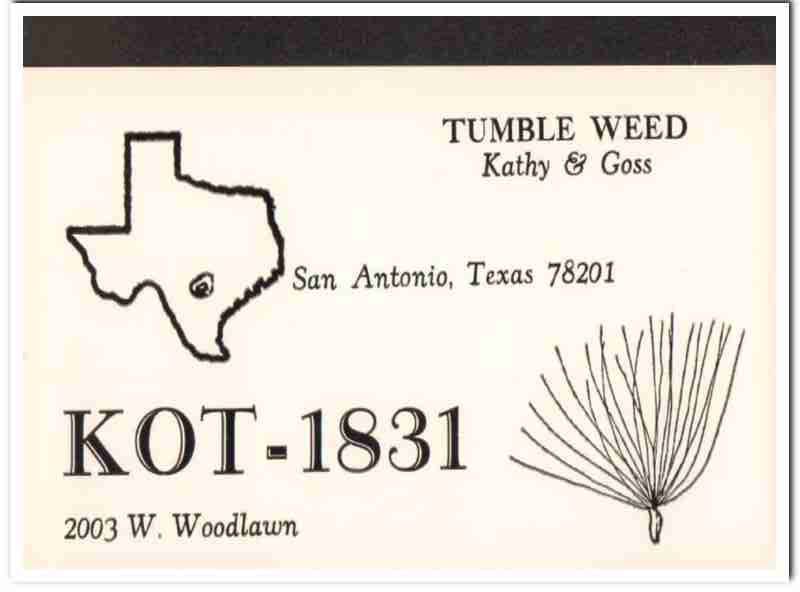 TUMBLE WEED
Kathy & Goss
San Antonio, Texas 78201
KOT-1831
2003 W. Woodlawn